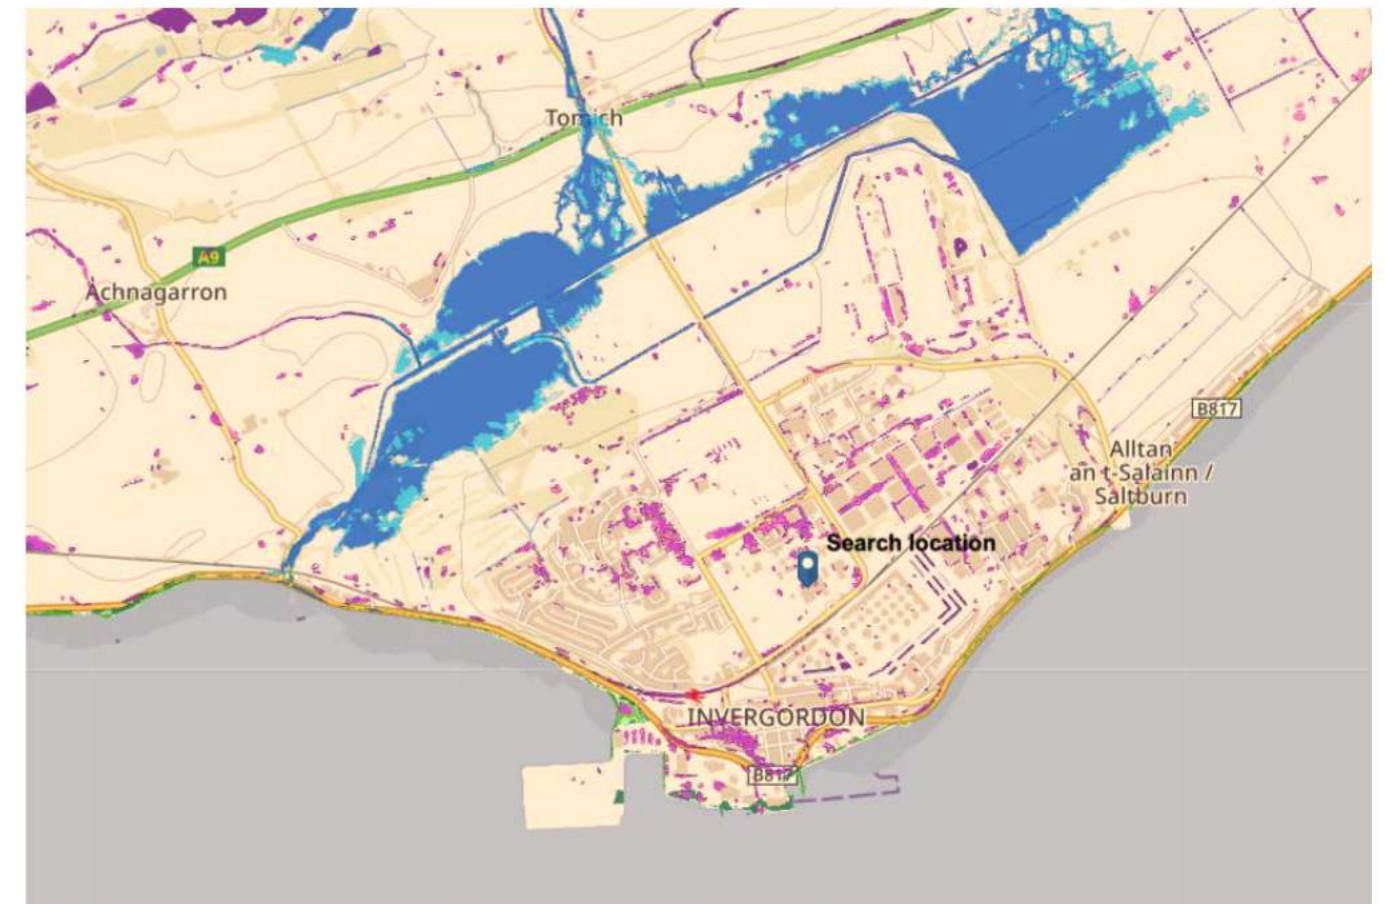 Tomich
A9
Achnagarron
B817
Alltan
an t-Salainn /
Saltburn
Search location
INVERGORDON
B817